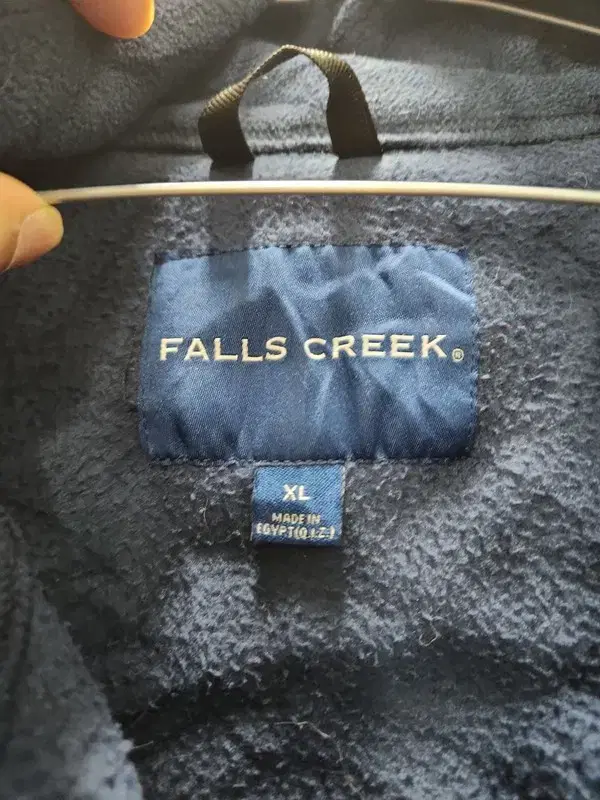 FALLS CREEK®
XL
MADE IN
EGYPT(Q.I.Z.)